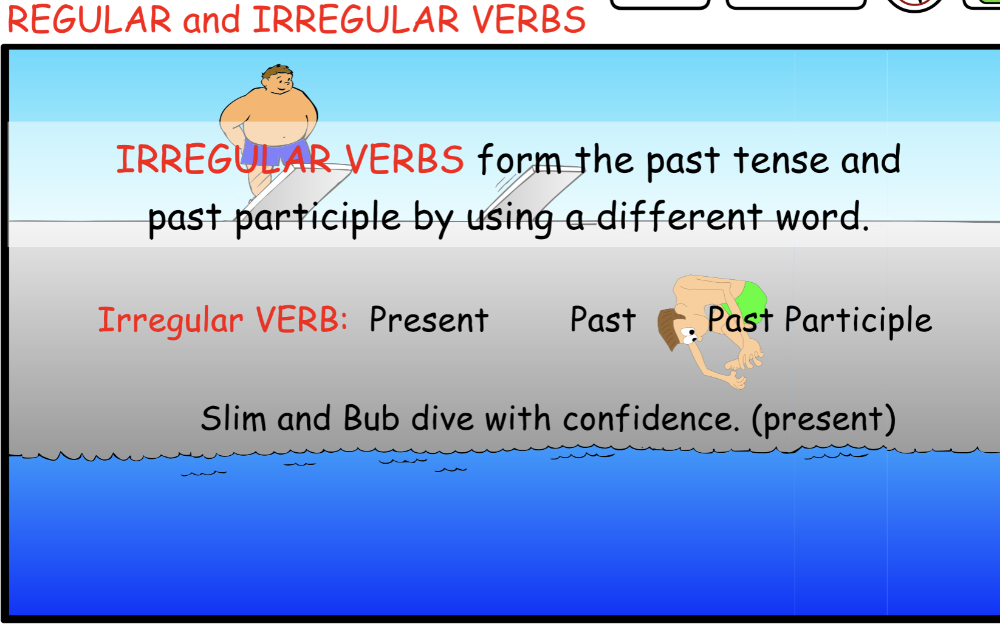 REGULAR and IRREGULAR VERBS
IRREGULAR VERBS form the past tense and
past participle by using a different word.
Irregular VERB: Present Past Past Participle
Slim and Bub dive with confidence. (present)